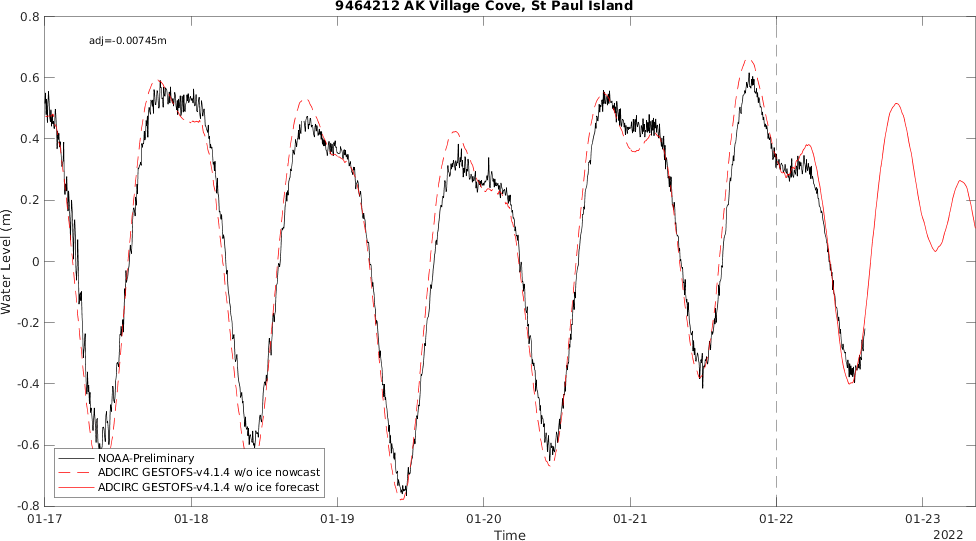 9464212 AK Village Cove, St Paul Island
adj=-0.00745m
0.8
0.6
0.4
0.2
0
-0.2
-0.4
-0.6
-0.8
Water Level (m)
NOAA-Preliminary
ADCIRC GESTOFS-v4.1.4 w/o ice nowcast
ADCIRC GESTOFS-v4.1.4 w/o ice forecast
01-17 01-18 01-19 01-20 01-21 01-22 01-23
Time
2022